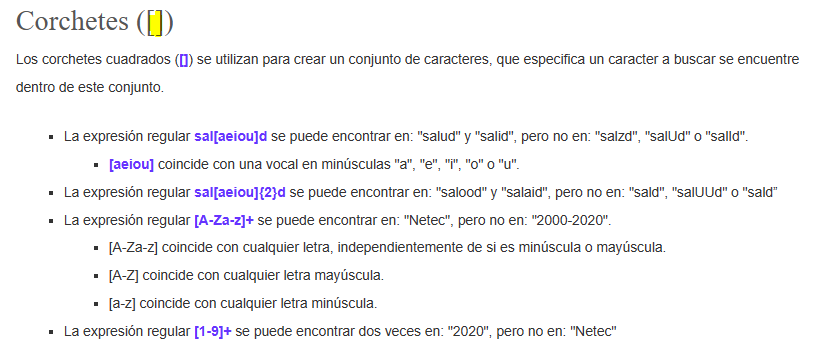 Corchetes ([])
Los corchetes cuadrados ([]) se utilizan para crear un conjunto de caracteres, que especifica un caracter a buscar se encuentre
dentro de este conjunto.
▪ La expresión regular sal[aeiou]d se puede encontrar en: "salud" y "salid", pero no en: "salzd", "salUd" o "salId".
▪ [aeiou] coincide con una vocal en minúsculas "a", "e", "i", "o" o "u".
▪ La expresión regular sal[aeiou]{2}d se puede encontrar en: "salood" y "salaid", pero no en: "sald", "salUUd" o "sald”
▪ La expresión regular [A-Za-z]+ se puede encontrar en: "Netec", pero no en: "2000-2020".
▪ [A-Za-z] coincide con cualquier letra, independientemente de si es minúscula o mayúscula.
▪ [A-Z] coincide con cualquier letra mayúscula.
▪ [a-z] coincide con cualquier letra minúscula.
▪ La expresión regular [1-9]+ se puede encontrar dos veces en: "2020", pero no en: "Netec"